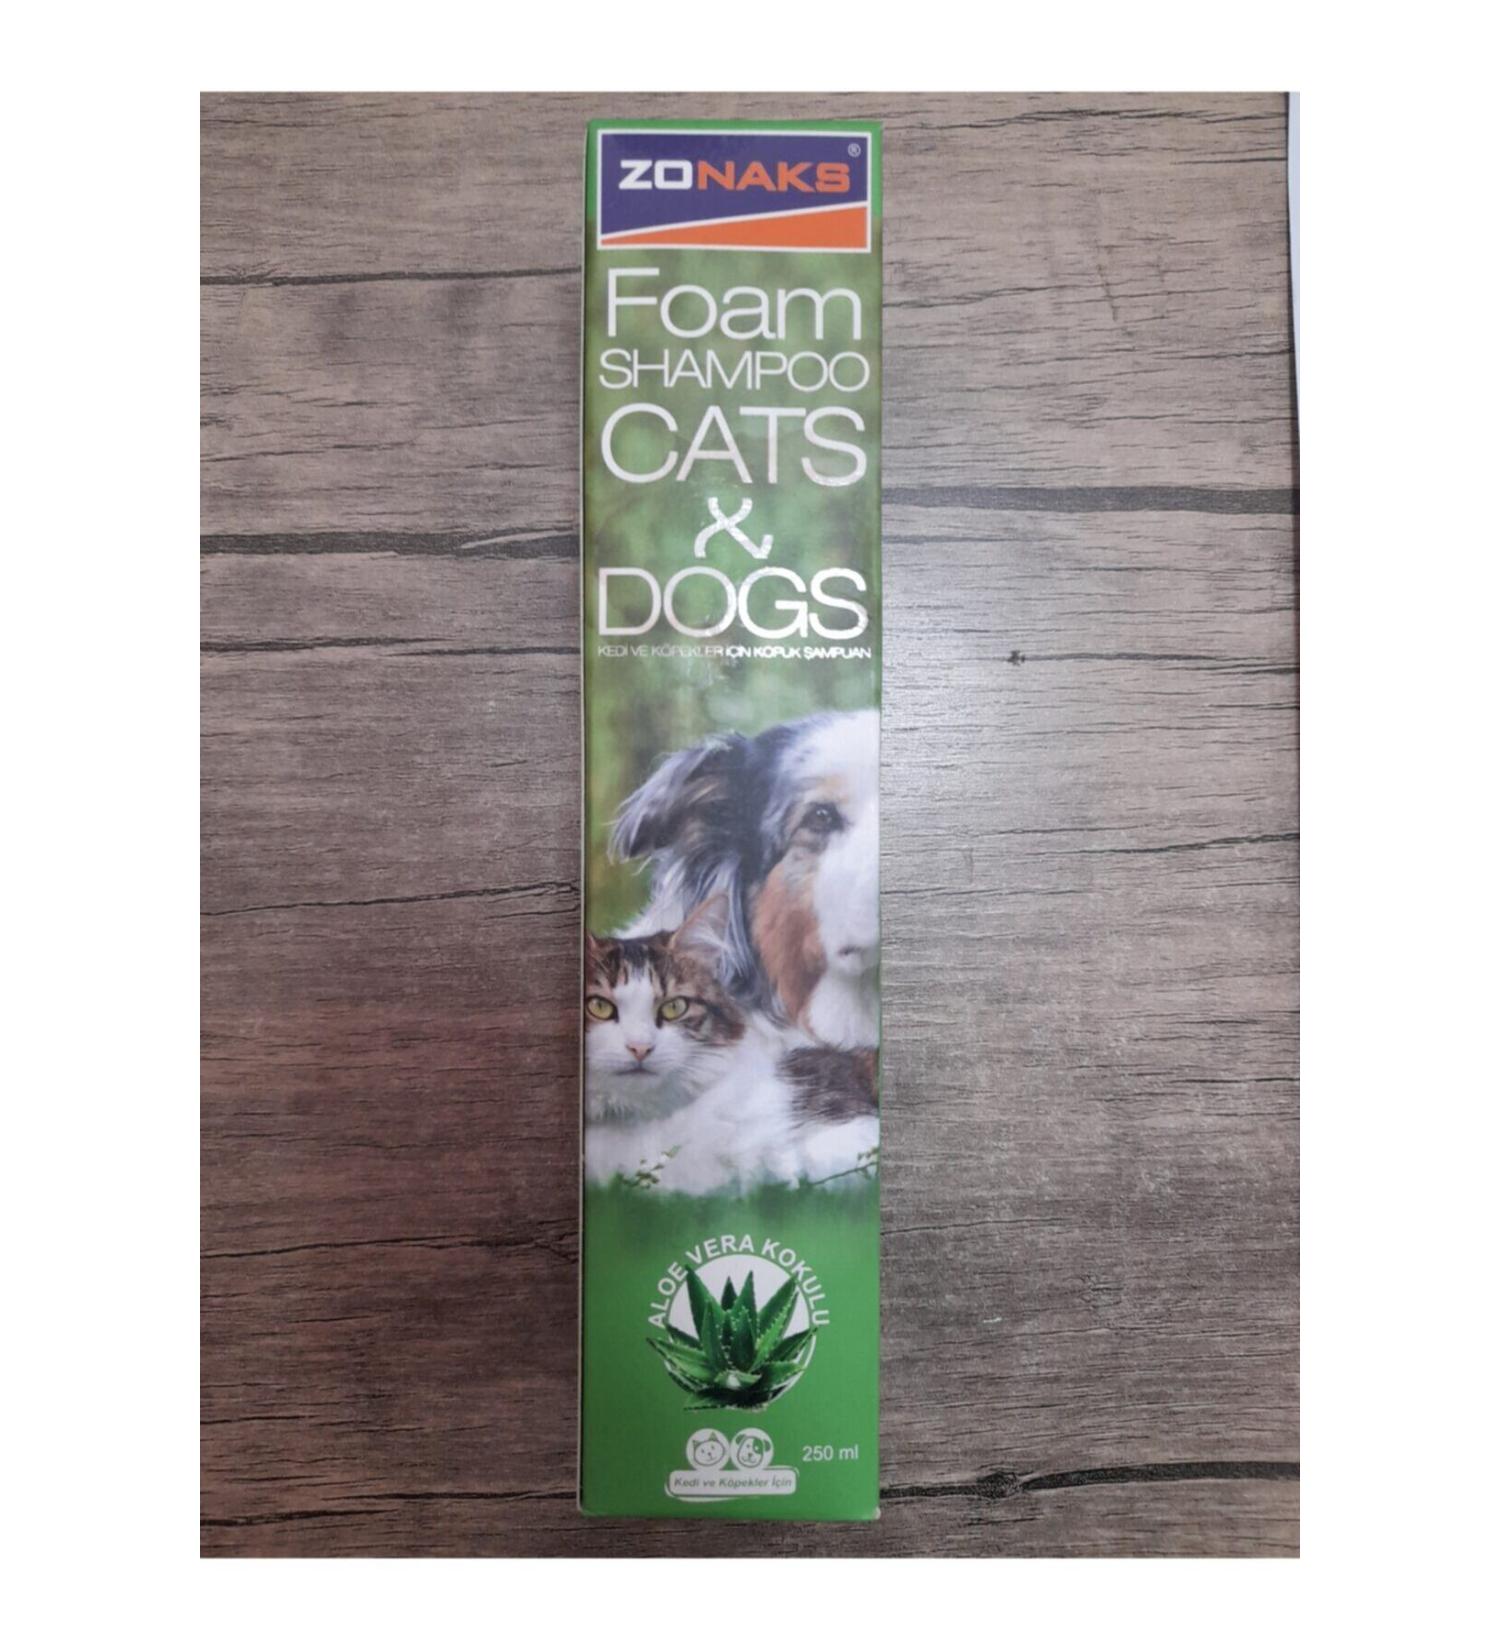 ZONAKS®
Foam
SHAMPOO
CATS
&
DOGS
KEDİ VE KÖPEKLER İÇİN KÖPÜK ŞAMPUAN
ALOE VERA KOKULU
250 ml
Kedi ve Köpekler İçin